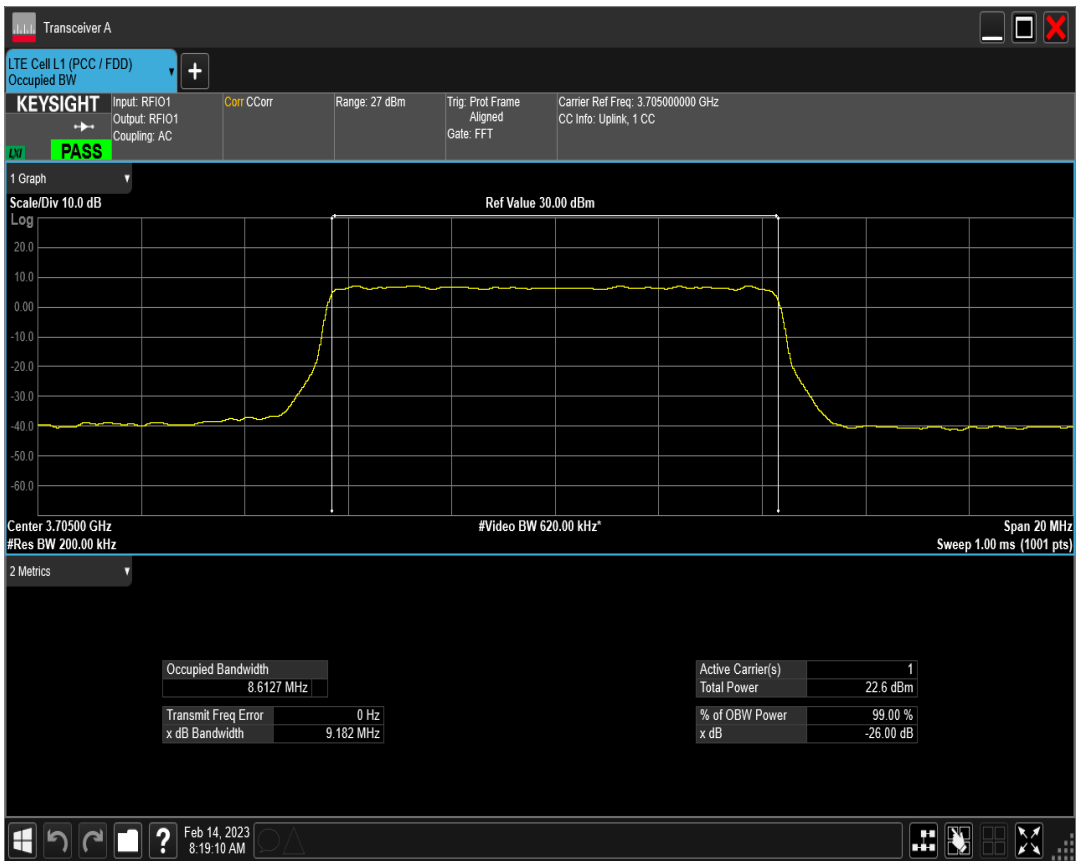 Transceiver A
LTE Cell L1 (PCC / FDD)
Occupied BW
+
KEYSIGHT
LXI
PASS
Input: RFIO1
Output: RFIO1
Coupling: AC
Corr CCorr
Range: 27 dBm
Trig: Prot Frame
Aligned
Gate: FFT
Carrier Ref Freq: 3.705000000 GHz
CC Info: Uplink, 1 CC
1 Graph
Scale/Div 10.0 dB
Ref Value 30.00 dBm
Log
20.0
10.0
0.00
-10.0
-20.0
-30.0
-40.0
-50.0
-60.0
Center 3.70500 GHz
#Video BW 620.00 kHz*
Span 20 MHz
#Res BW 200.00 kHz
Sweep 1.00 ms (1001 pts)
2 Metrics
Occupied Bandwidth
8.6127 MHz
Transmit Freq Error 0 Hz
x dB Bandwidth 9.182 MHz
Active Carrier(s) 1
Total Power 22.6 dBm
% of OBW Power 99.00 %
x dB -26.00 dB
?
Feb 14, 2023
8:19:10 AM